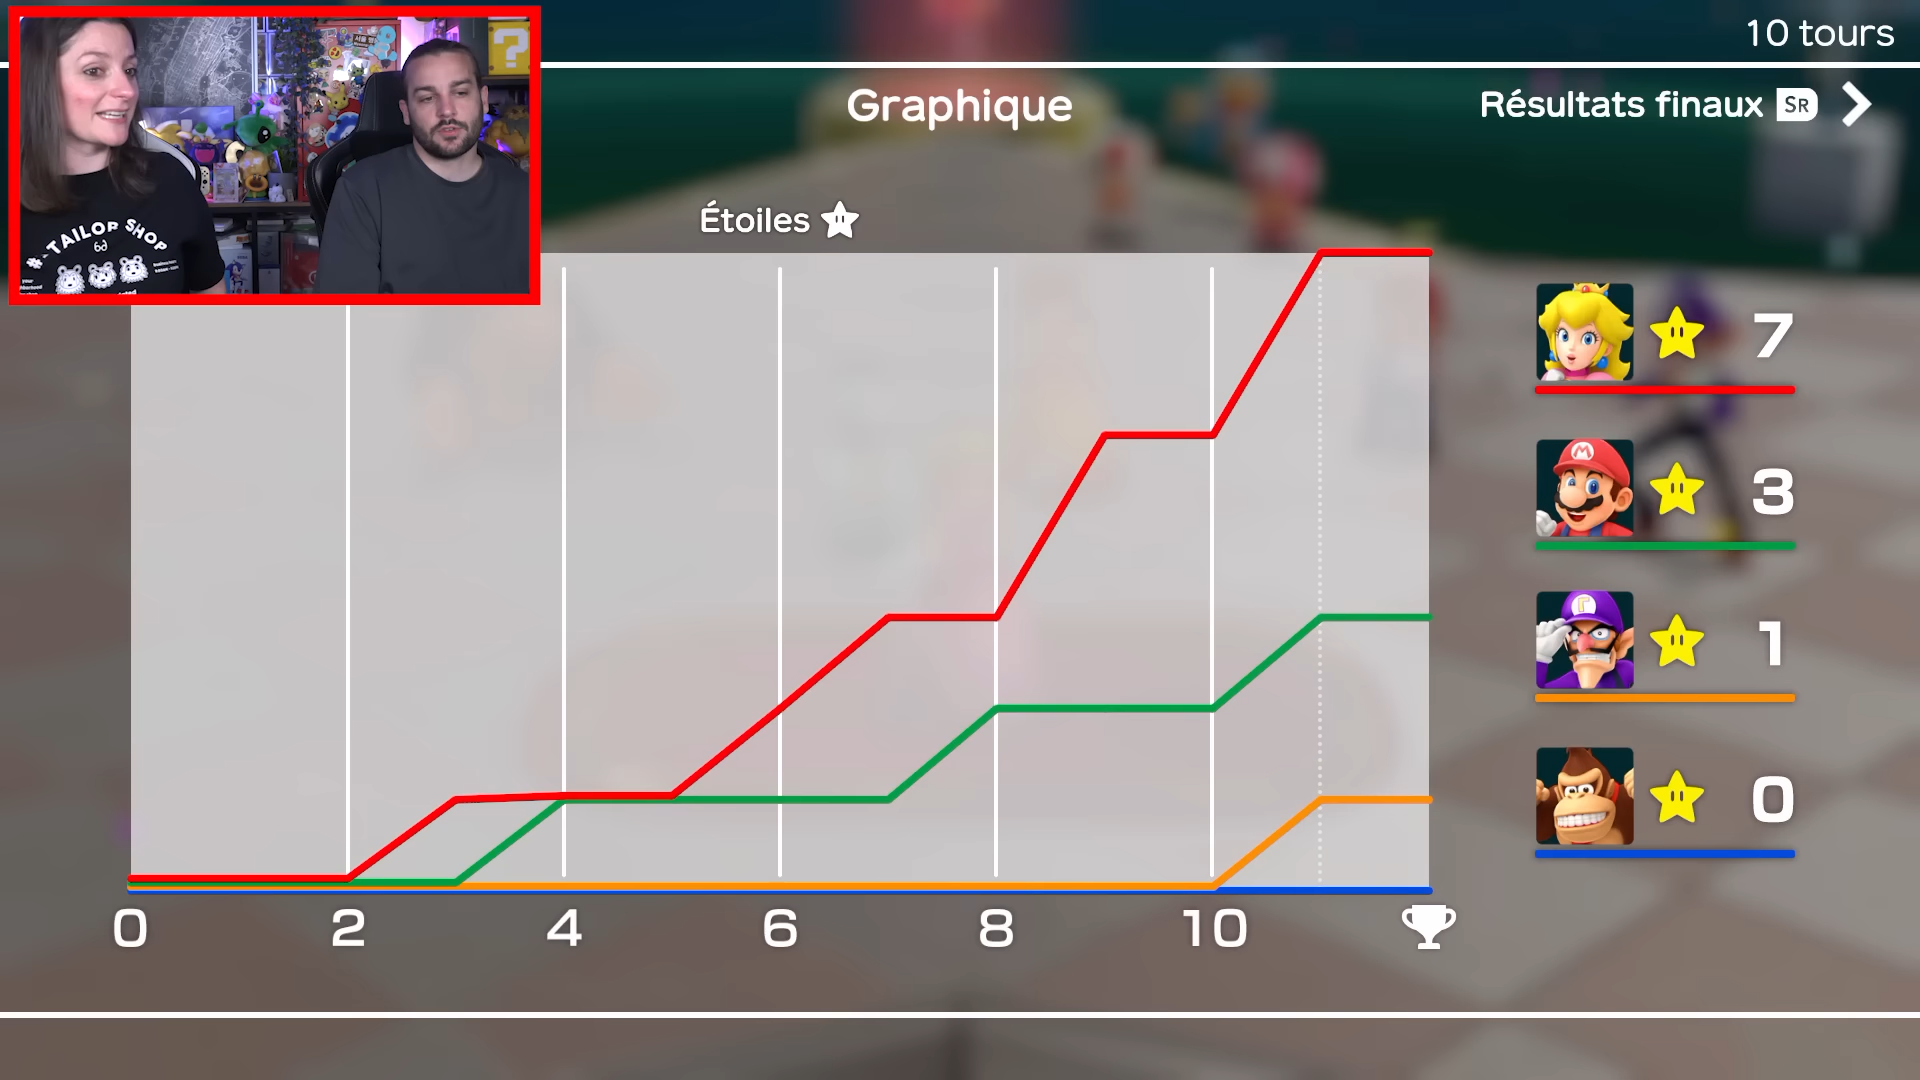 10 tours
Graphique
Résultats finaux SR
Étoiles
TAILOR SHOP
7
3
1
0
0 2 4 6 8 10